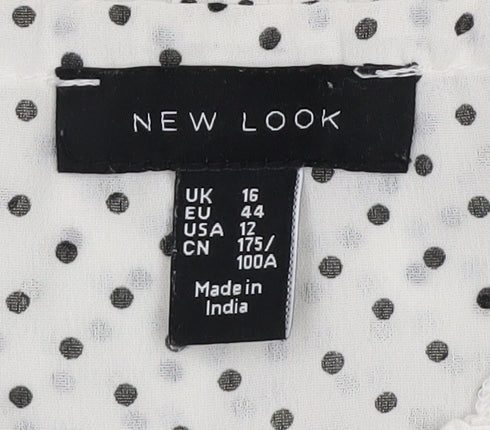 NEW LOOK
UK 16
EU 44
USA 12
CN 175/
100A
Made in
India